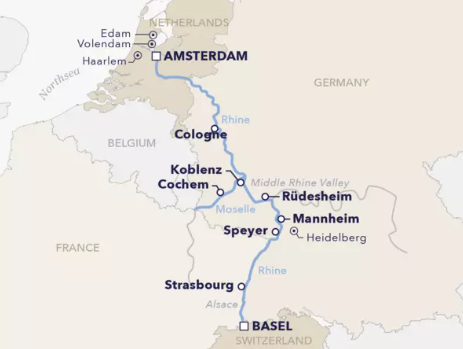 NETHERLANDS
Edam
Volendam
AMSTERDAM
Haarlem
Northsea
GERMANY
Rhine
Cologne
BELGIUM
Koblenz
Middle Rhine Valley
Cochem
Rüdesheim
Moselle
Mannheim
Speyer
Heidelberg
FRANCE
Rhine
Strasbourg
Alsace
BASEL
SWITZERLAND